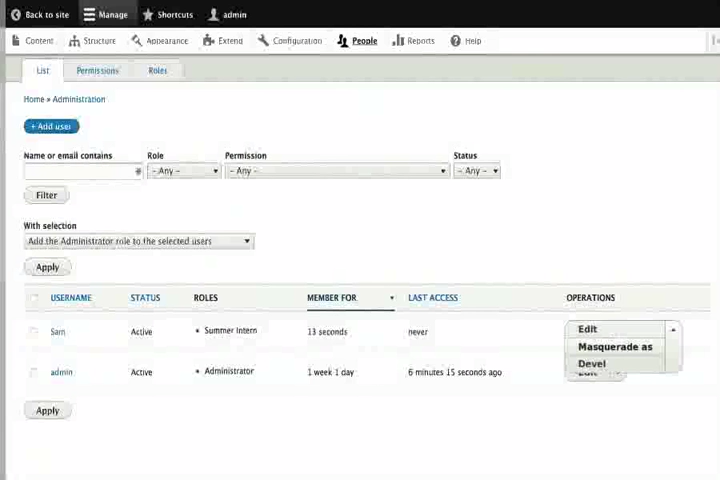 Back to site Manage Shortcuts admin
Content Structure Appearance Extend Configuration People Reports Help
List Permissions Roles
Home » Administration
+ Add user
Name or email contains Role Permission Status
- Any - - Any - - Any -
Filter
With selection
Add the Administrator role to the selected users
Apply
USERNAME STATUS ROLES MEMBER FOR LAST ACCESS OPERATIONS
Sam Active • Summer Intern 13 seconds never Edit
Masquerade as
Devel
admin Active • Administrator 1 week 1 day 6 minutes 15 seconds ago Edit
Apply